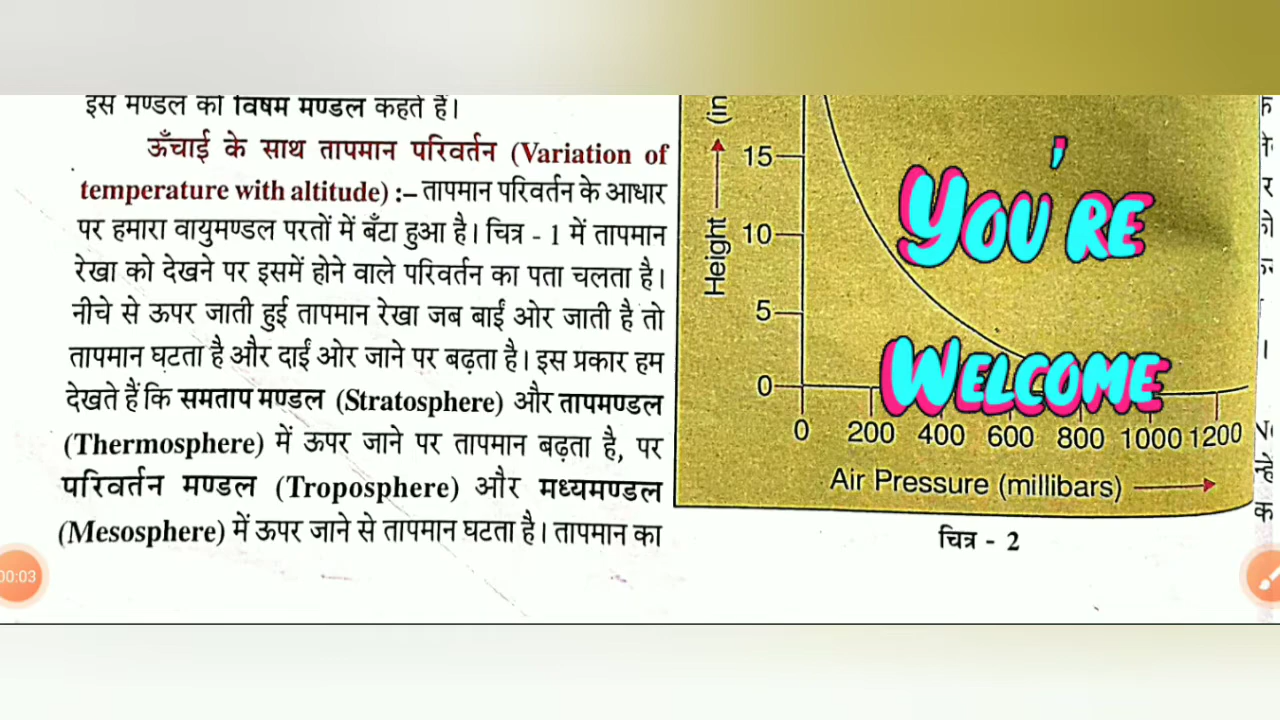 इस मण्डल को विषम मण्डल कहते हैं।
ऊँचाई के साथ तापमान परिवर्तन (Variation of
temperature with altitude) :– तापमान परिवर्तन के आधार
पर हमारा वायुमण्डल परतों में बँटा हुआ है। चित्र - 1 में तापमान
रेखा को देखने पर इसमें होने वाले परिवर्तन का पता चलता है।
नीचे से ऊपर जाती हुई तापमान रेखा जब बाईं ओर जाती है तो
तापमान घटता है और दाईं ओर जाने पर बढ़ता है। इस प्रकार हम
देखते हैं कि समताप मण्डल (Stratosphere) और तापमण्डल
(Thermosphere) में ऊपर जाने पर तापमान बढ़ता है, पर
परिवर्तन मण्डल (Troposphere) और मध्यमण्डल
(Mesosphere) में ऊपर जाने से तापमान घटता है। तापमान का
Height (in
15
10
5
0
0 200 400 600 800 1000 1200
Air Pressure (millibars)
चित्र - 2
You're
Welcome
00:03